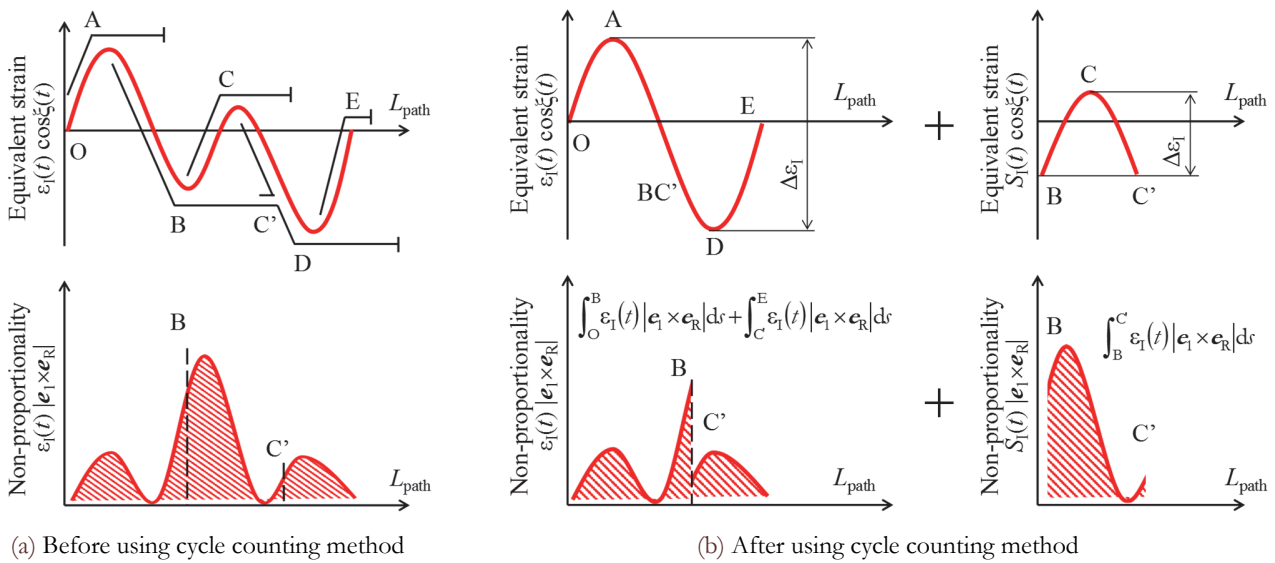 A
C
E
L_path
O
B
C'
D
Equivalent strain
ε_I(t) cosξ(t)
B
C'
L_path
Non-proportionality
ε_I(t) |e_1×e_R|
(a) Before using cycle counting method
A
E
L_path
O
BC'
D
Δε_I
Equivalent strain
ε_I(t) cosξ(t)
+
C
L_path
B
C'
Δε_I
Equivalent strain
S_I(t) cosξ(t)
∫_O^B ε_I(t)|e_1×e_R|ds+∫_C^E ε_I(t)|e_1×e_R|ds
B
C'
L_path
Non-proportionality
ε_I(t) |e_1×e_R|
+
B
∫_B^C ε_I(t)|e_1×e_R|ds
C'
L_path
Non-proportionality
S_I(t) |e_1×e_R|
(b) After using cycle counting method